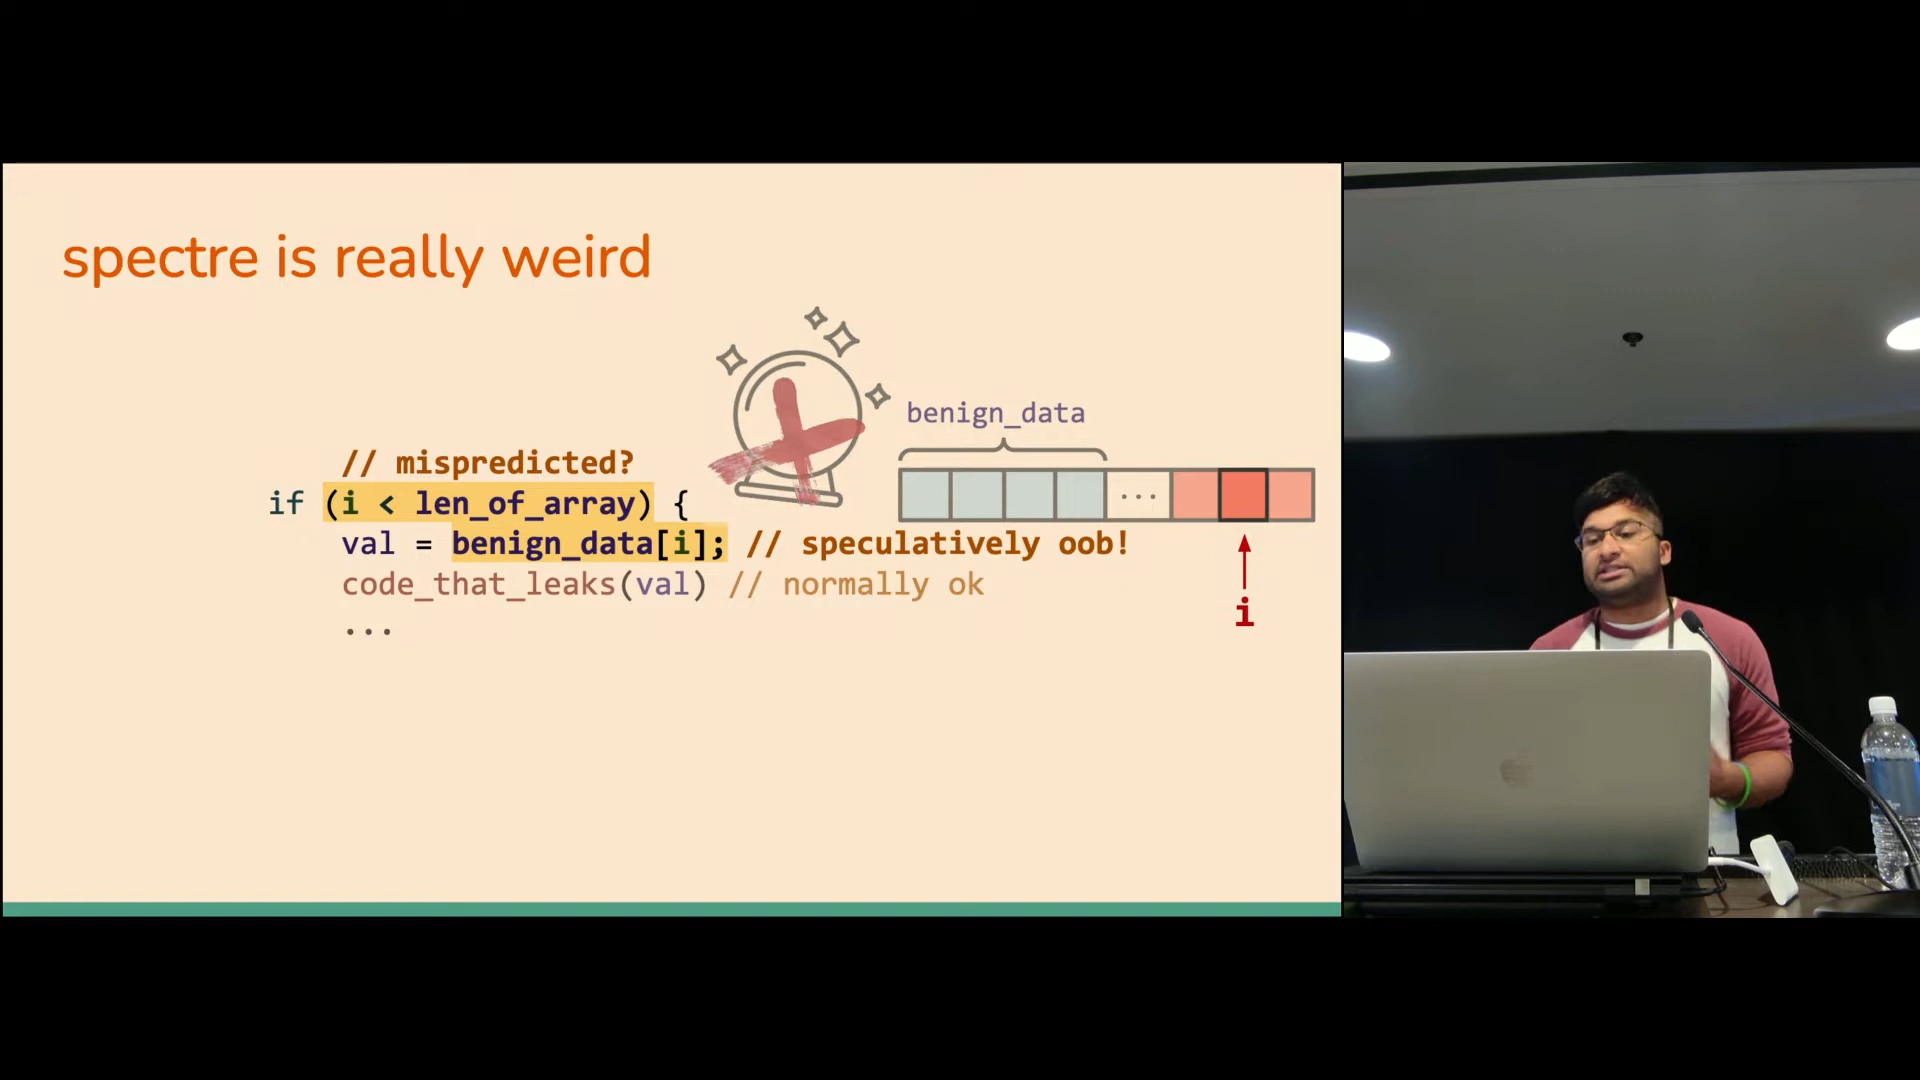 spectre is really weird
benign_data
// mispredicted?
if (i < len_of_array) {
...
val = benign_data[i]; // speculatively oob!
code_that_leaks(val) // normally ok
i
...